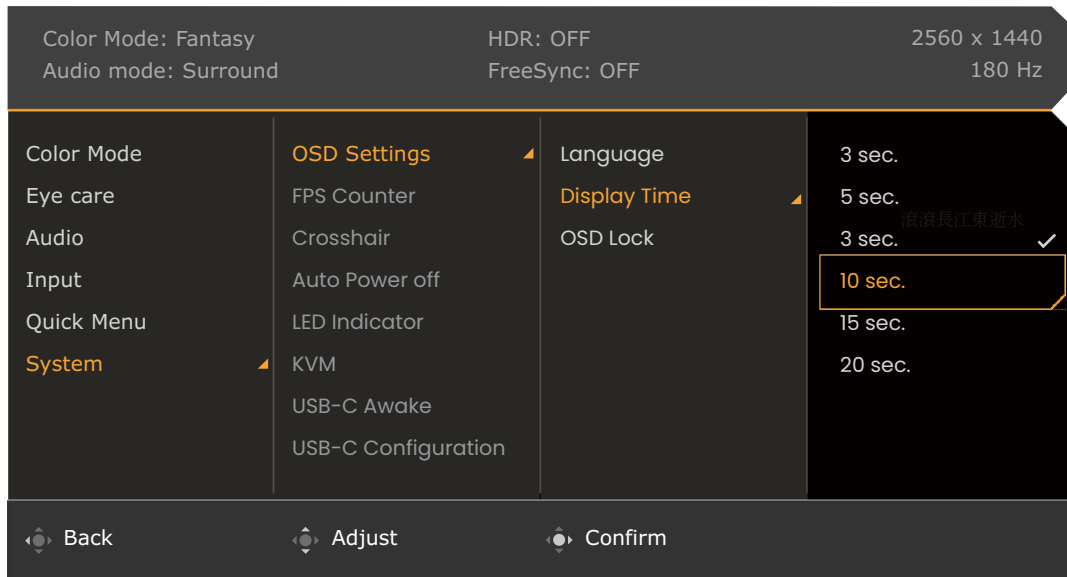 Color Mode: Fantasy
HDR: OFF
2560 x 1440
Audio mode: Surround
FreeSync: OFF
180 Hz
Color Mode
Eye care
Audio
Input
Quick Menu
System
OSD Settings
FPS Counter
Crosshair
Auto Power off
LED Indicator
KVM
USB-C Awake
USB-C Configuration
Language
Display Time
OSD Lock
3 sec.
5 sec.
滾滾長江東逝水
3 sec.
10 sec.
15 sec.
20 sec.
Back
Adjust
Confirm